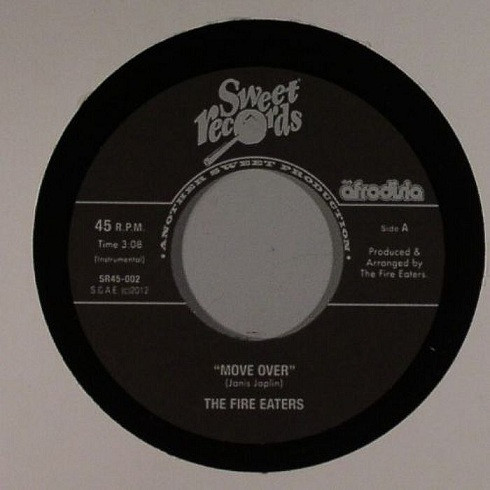 Sweet
records
• ANOTHER SWEET PRODUCTION •
afrodisia
45 R.P.M.
Time 3:08
(Instrumental)
SR45-002
S.G.A.E. (c)2012
Side A
Produced &
Arranged by
The Fire Eaters.
"MOVE OVER"
(Janis Joplin)
THE FIRE EATERS